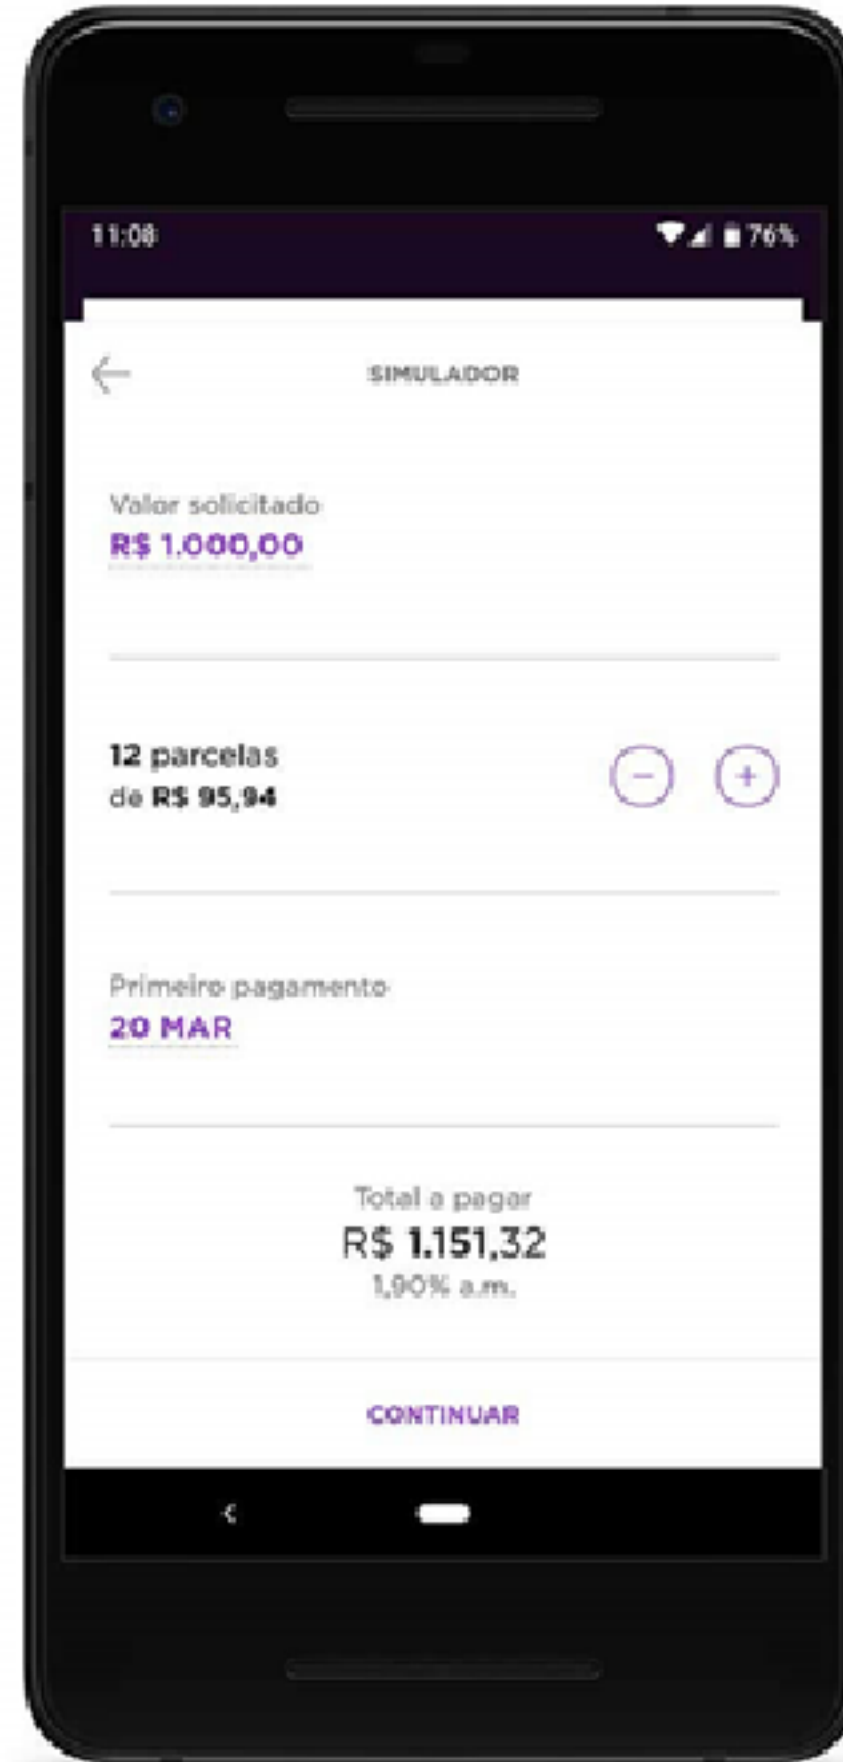 11:08
76%
SIMULADOR
Valor solicitado
R$ 1.000,00
12 parcelas
de R$ 95,94
Primeiro pagamento
20 MAR
Total a pagar
R$ 1.151,32
1,90% a.m.
CONTINUAR